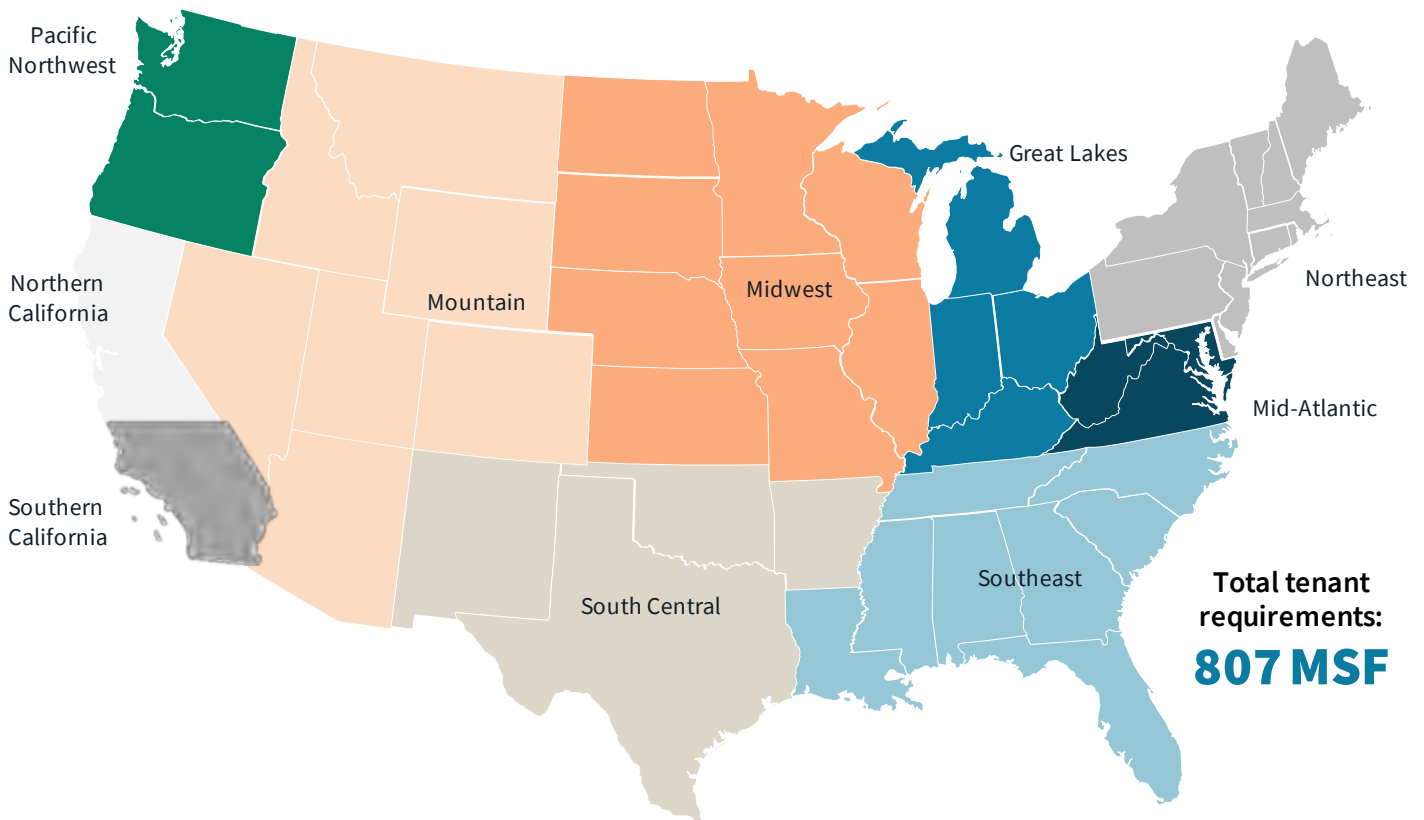 Pacific
Northwest
Great Lakes
Northern
California
Mountain
Midwest
Northeast
Mid-Atlantic
Southern
California
South Central
Southeast
Total tenant
requirements:
807 MSF